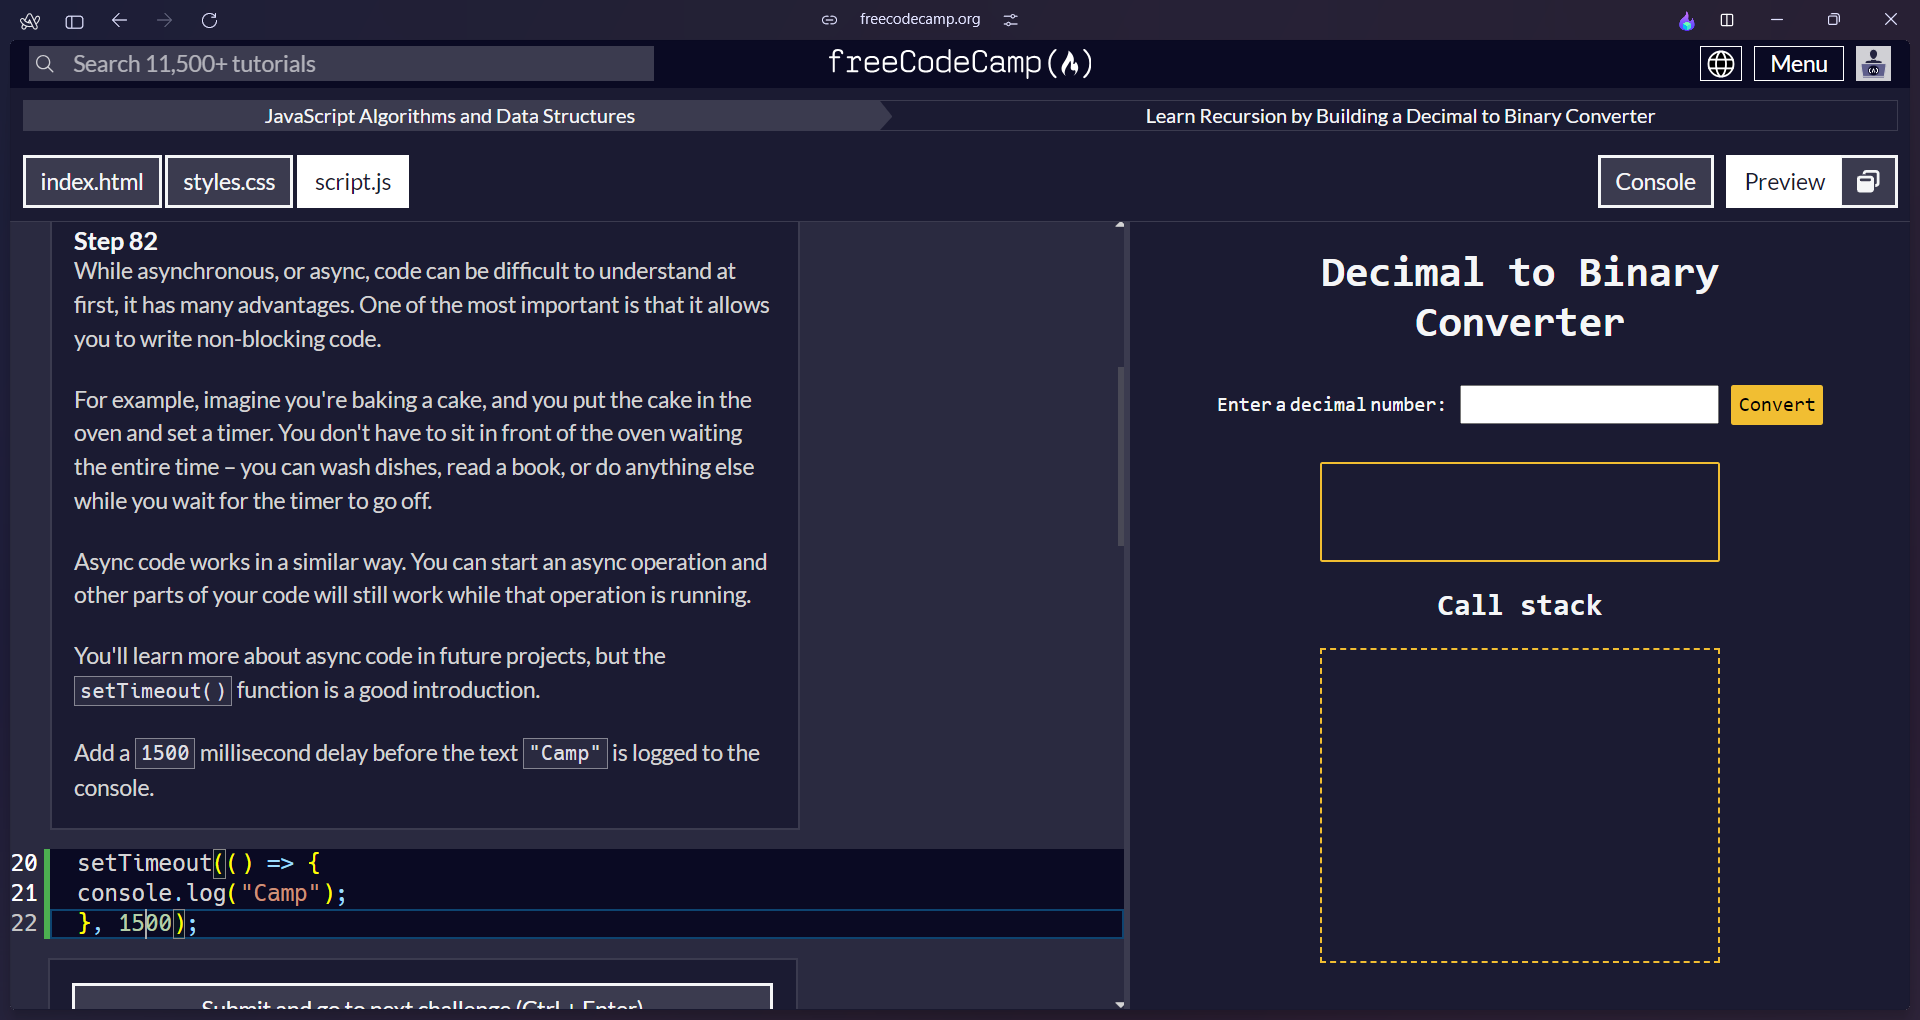 freecodecamp.org
Search 11,500+ tutorials
freeCodeCamp
Menu
JavaScript Algorithms and Data Structures
Learn Recursion by Building a Decimal to Binary Converter
index.html
styles.css
script.js
Console
Preview
Step 82
While asynchronous, or async, code can be difficult to understand at
first, it has many advantages. One of the most important is that it allows
you to write non-blocking code.
For example, imagine you're baking a cake, and you put the cake in the
oven and set a timer. You don't have to sit in front of the oven waiting
the entire time – you can wash dishes, read a book, or do anything else
while you wait for the timer to go off.
Async code works in a similar way. You can start an async operation and
other parts of your code will still work while that operation is running.
You'll learn more about async code in future projects, but the
setTimeout() function is a good introduction.
Add a 1500 millisecond delay before the text "Camp" is logged to the
console.
20 setTimeout(() => {
21 console.log("Camp");
22 }, 1500);
Submit and go to next challenge (Ctrl + Enter)
Decimal to Binary
Converter
Enter a decimal number:
Convert
Call stack